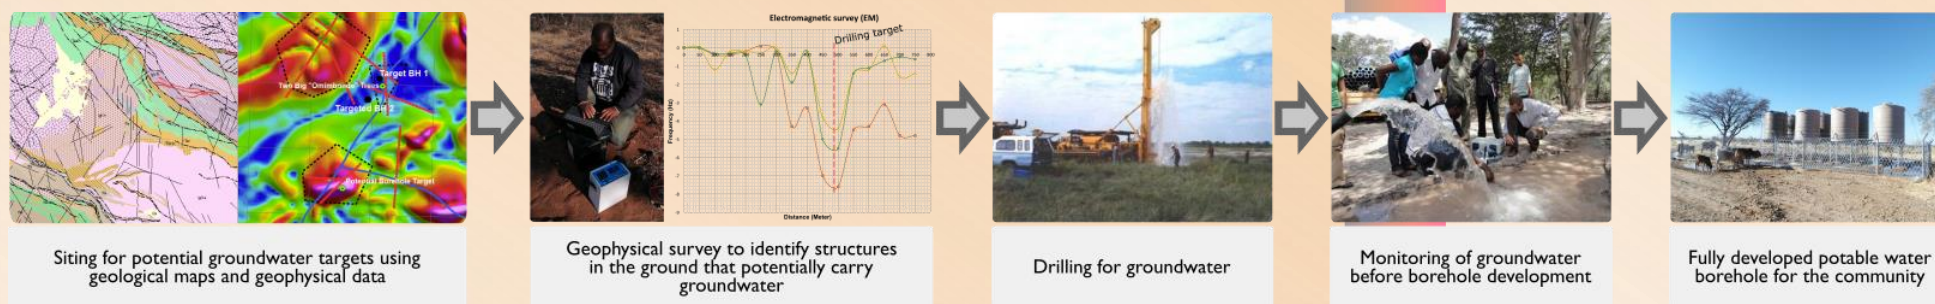 Target BH 1
Two Big "Omimbonde" Trees
Targeted BH 2
Potential Borehole Target
Electromagnetic survey (EM)
Drilling target
Frequency (Hz)
Distance (Meter)
Siting for potential groundwater targets using
geological maps and geophysical data
Geophysical survey to identify structures
in the ground that potentially carry
groundwater
Drilling for groundwater
Monitoring of groundwater
before borehole development
Fully developed potable water
borehole for the community